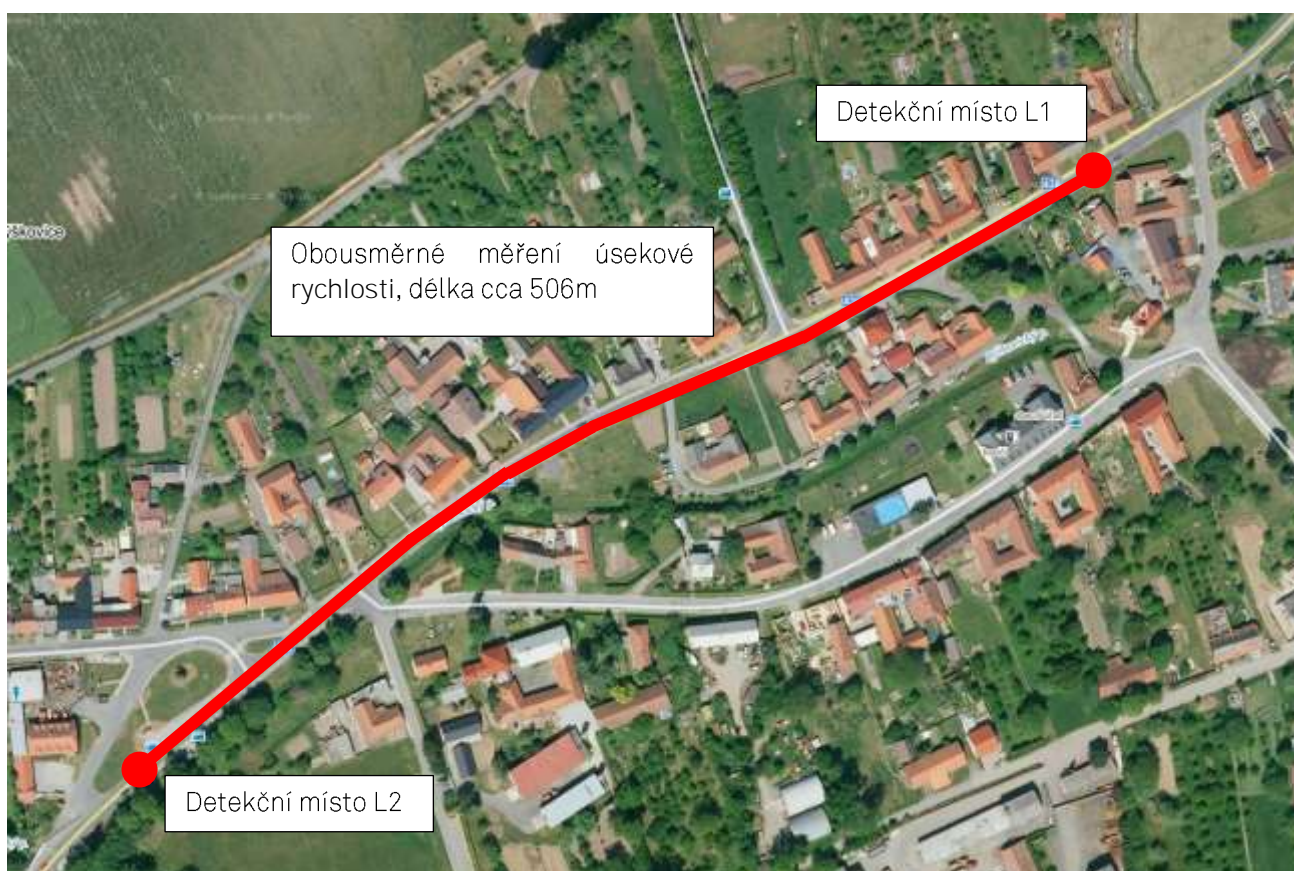 Detekční místo L1
Obousměrné měření úsekové
rychlosti, délka cca 506m
Detekční místo L2